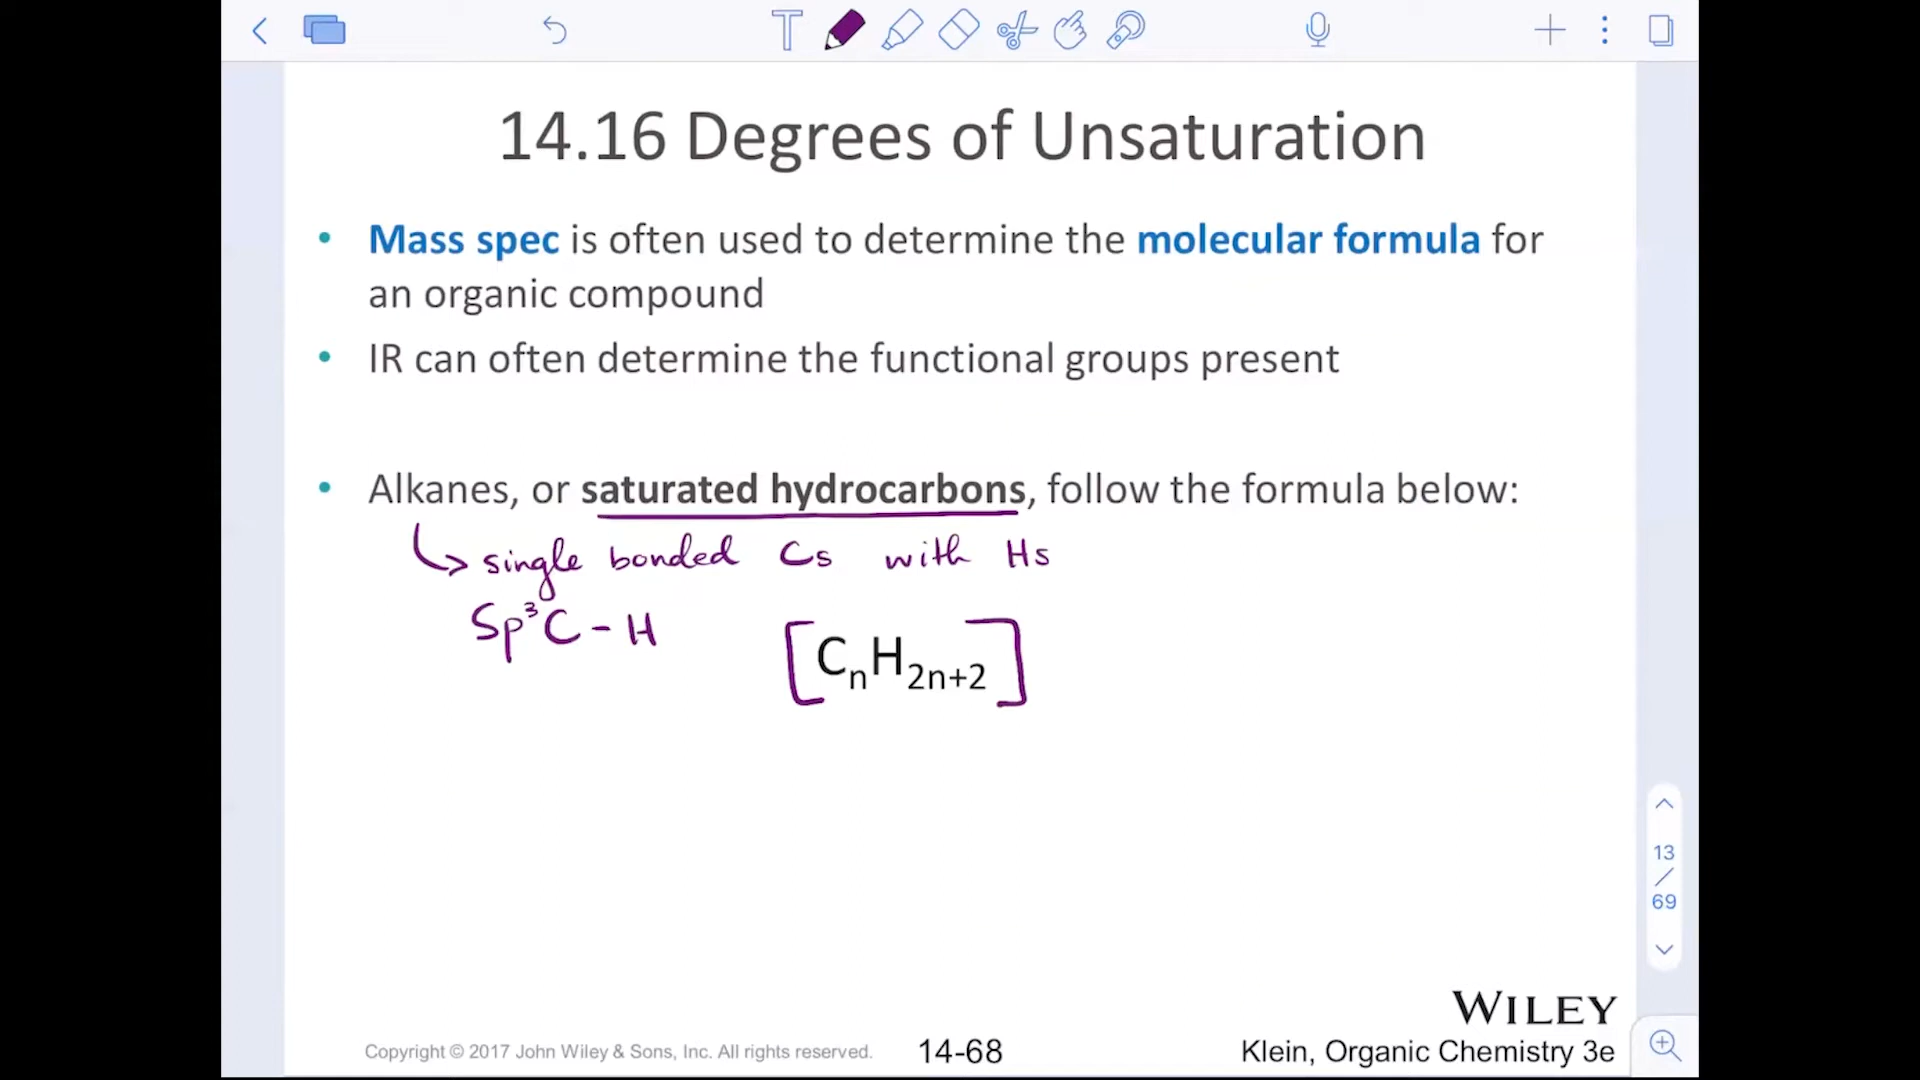 14.16 Degrees of Unsaturation
• Mass spec is often used to determine the molecular formula for
an organic compound
• IR can often determine the functional groups present
• Alkanes, or saturated hydrocarbons, follow the formula below:
single bonded Cs with Hs
Sp³C - H
[CₙH₂ₙ₊₂]
13
/
69
WILEY
Copyright © 2017 John Wiley & Sons, Inc. All rights reserved.
14-68
Klein, Organic Chemistry 3e